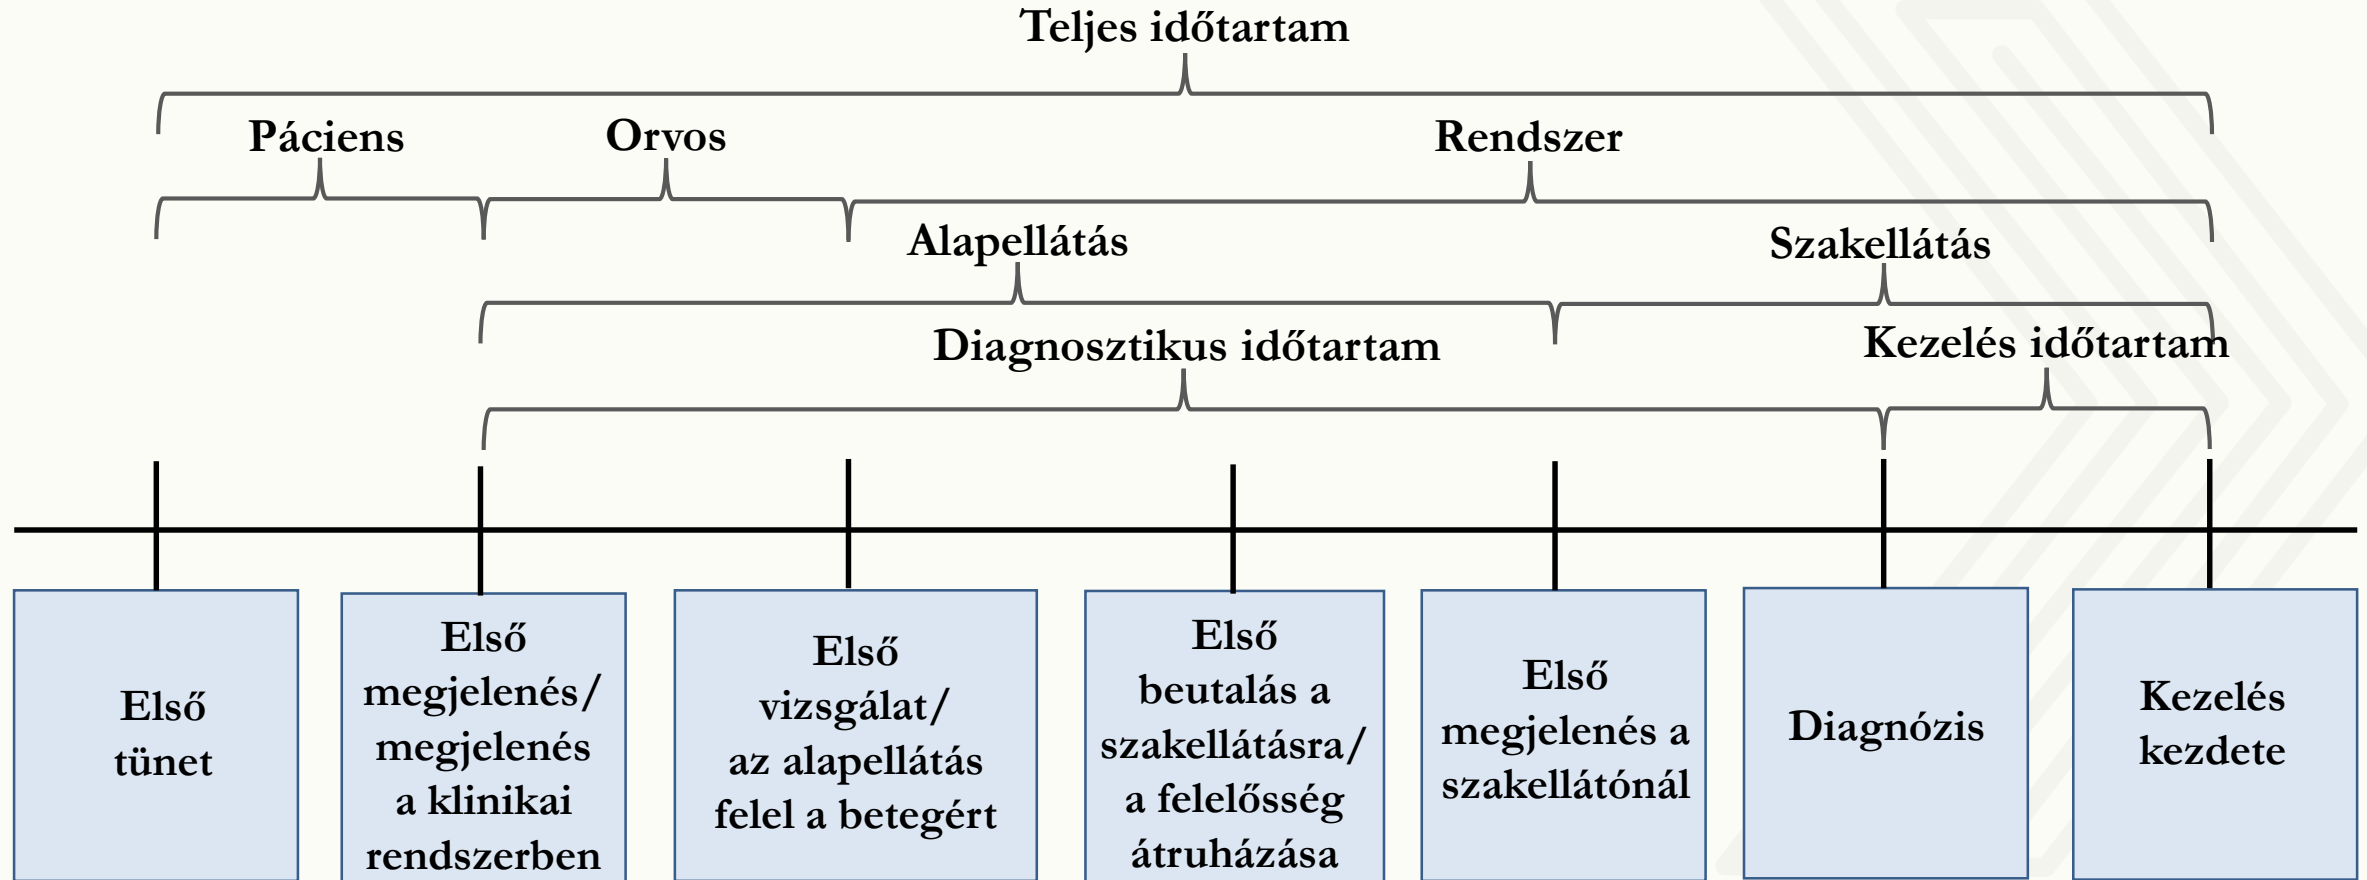 Teljes időtartam
Páciens
Orvos
Rendszer
Alapellátás
Szakellátás
Diagnosztikus időtartam
Kezelés időtartam
Első
tünet
Első
megjelenés/
megjelenés
a klinikai
rendszerben
Első
vizsgálat/
az alapellátás
felel a betegért
Első
beutalás a
szakellátásra/
a felelősség
átruházása
Első
megjelenés a
szakellátónál
Diagnózis
Kezelés
kezdete